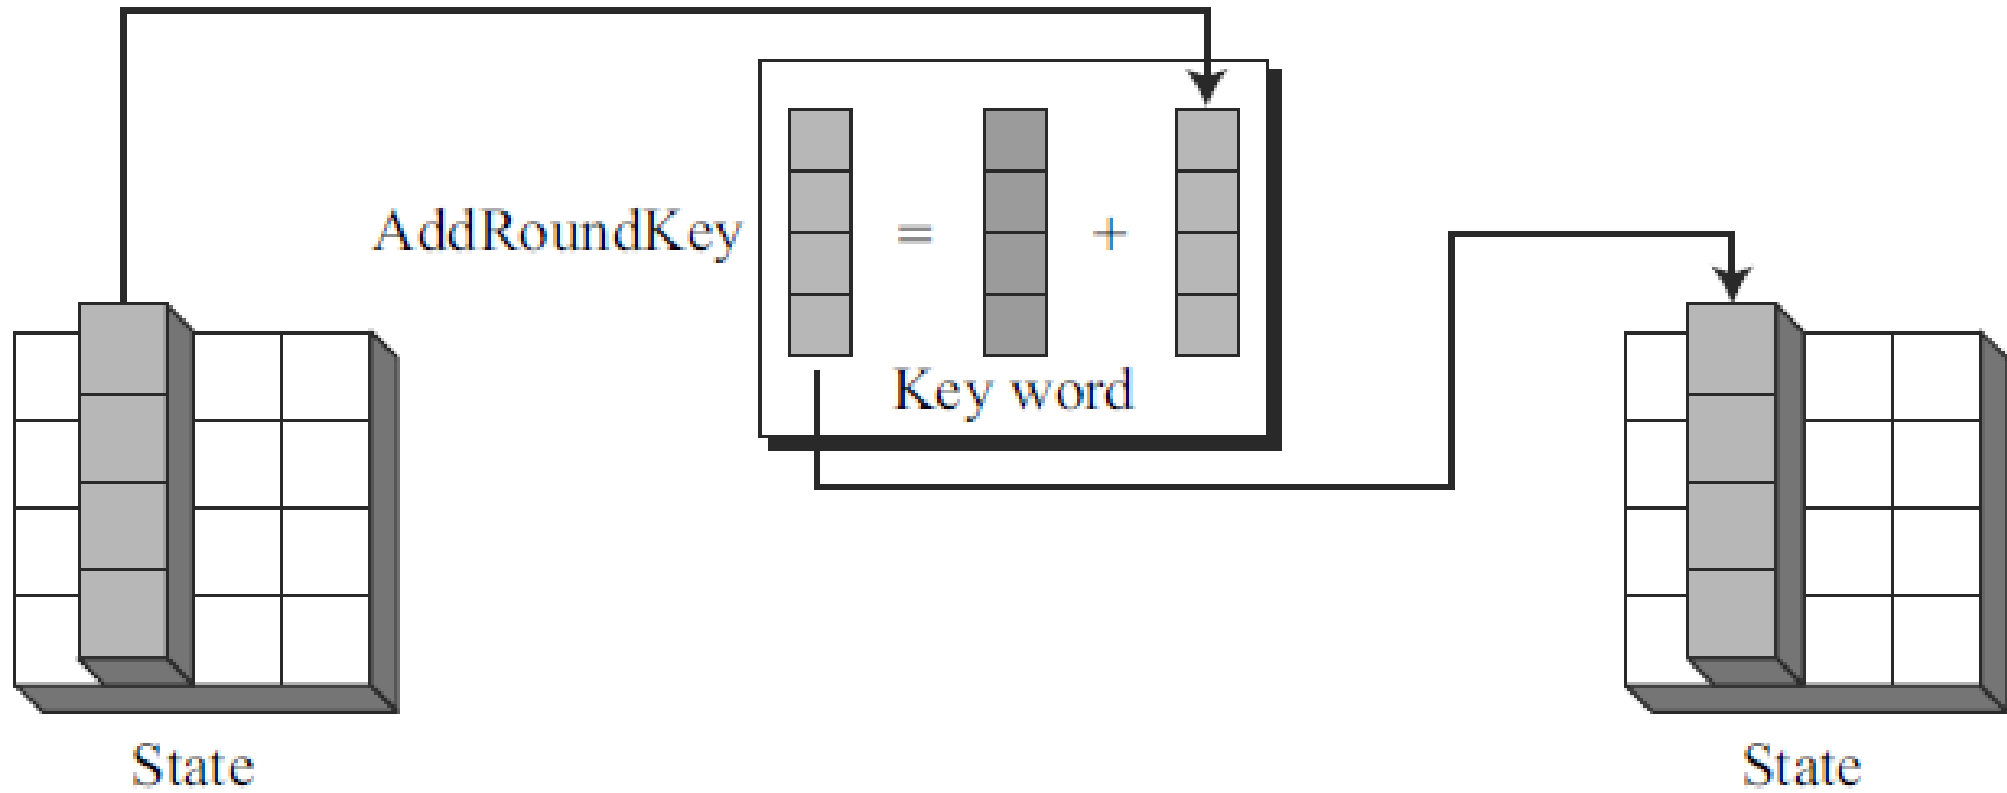 AddRoundKey
=
+
Key word
State
State